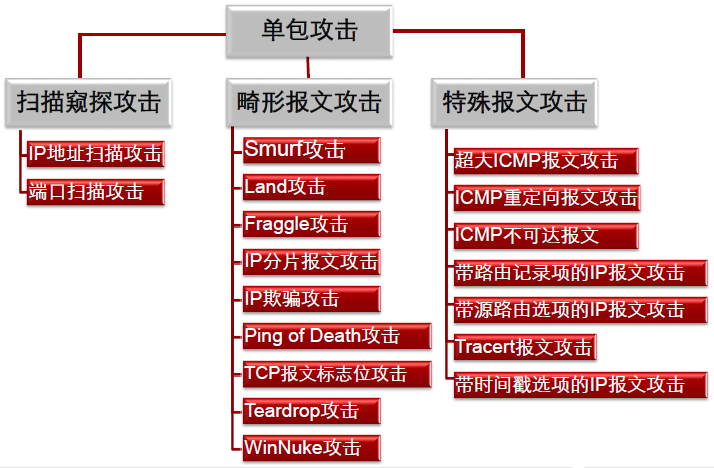 单包攻击
扫描窥探攻击
IP地址扫描攻击
端口扫描攻击
畸形报文攻击
Smurf攻击
Land攻击
Fraggle攻击
IP分片报文攻击
IP欺骗攻击
Ping of Death攻击
TCP报文标志位攻击
Teardrop攻击
WinNuke攻击
特殊报文攻击
超大ICMP报文攻击
ICMP重定向报文攻击
ICMP不可达报文
带路由记录项的IP报文攻击
带源路由选项的IP报文攻击
Tracert报文攻击
带时间戳选项的IP报文攻击